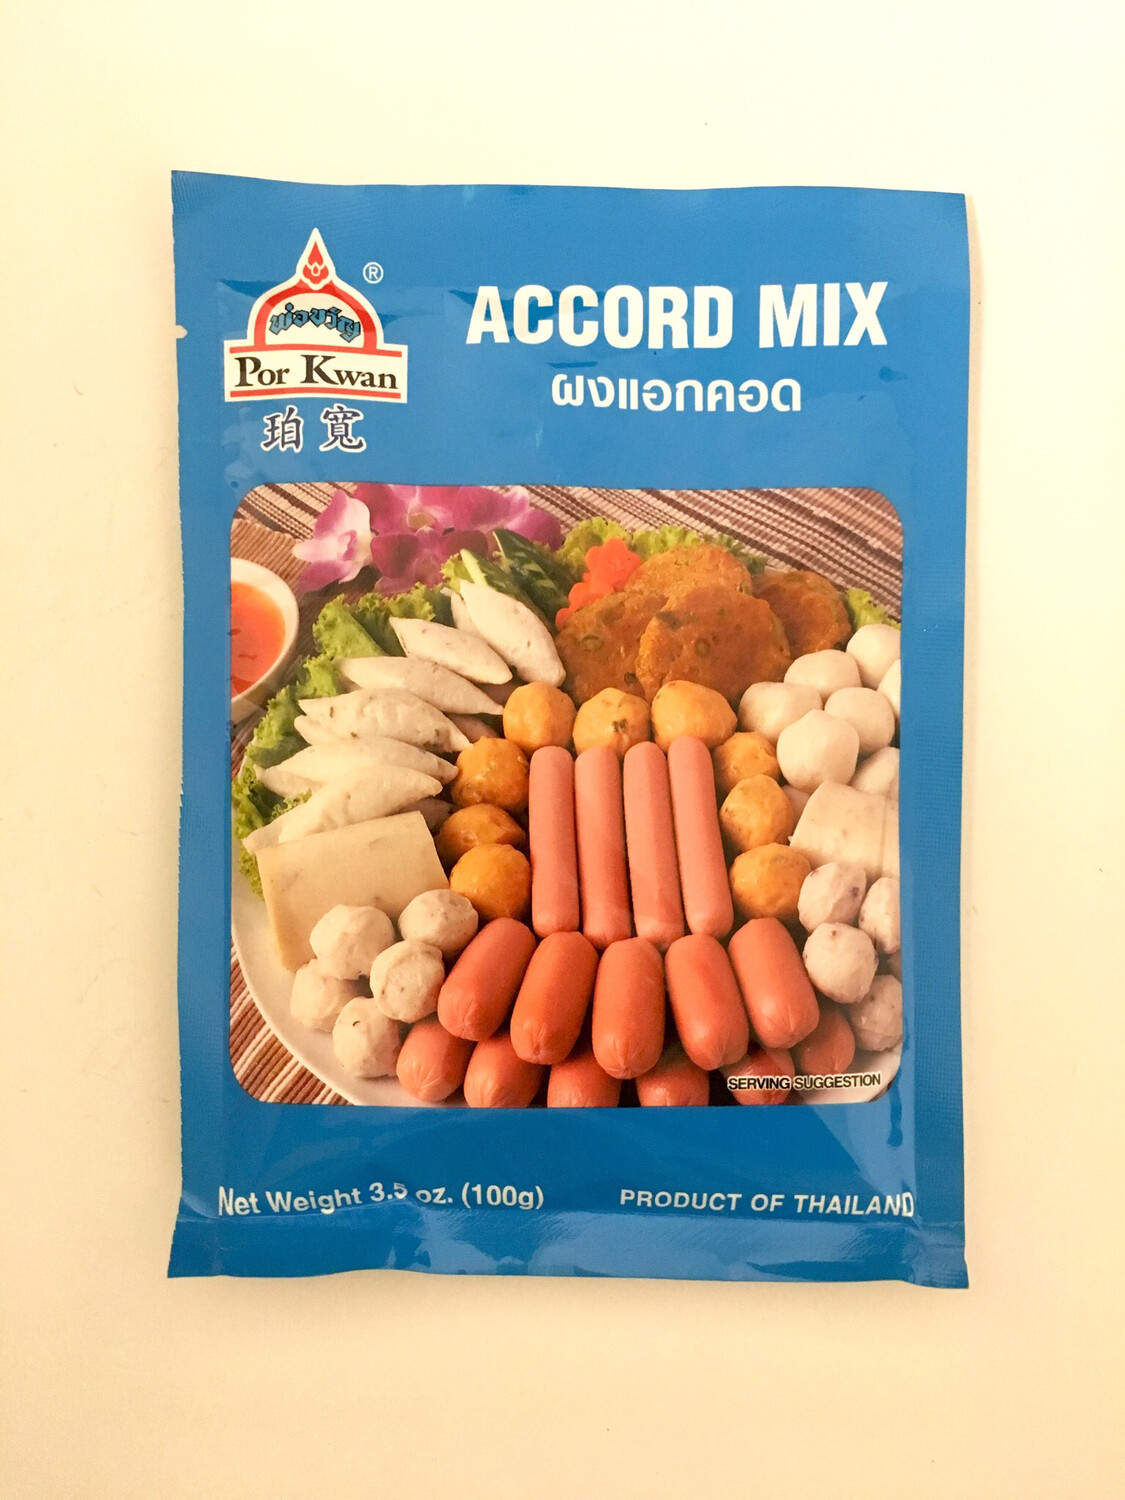 ®
พ่อขวัญ
Por Kwan
珀寬
ACCORD MIX
ผงแอกคอด
SERVING SUGGESTION
Net Weight 3.5 oz. (100g)
PRODUCT OF THAILAND